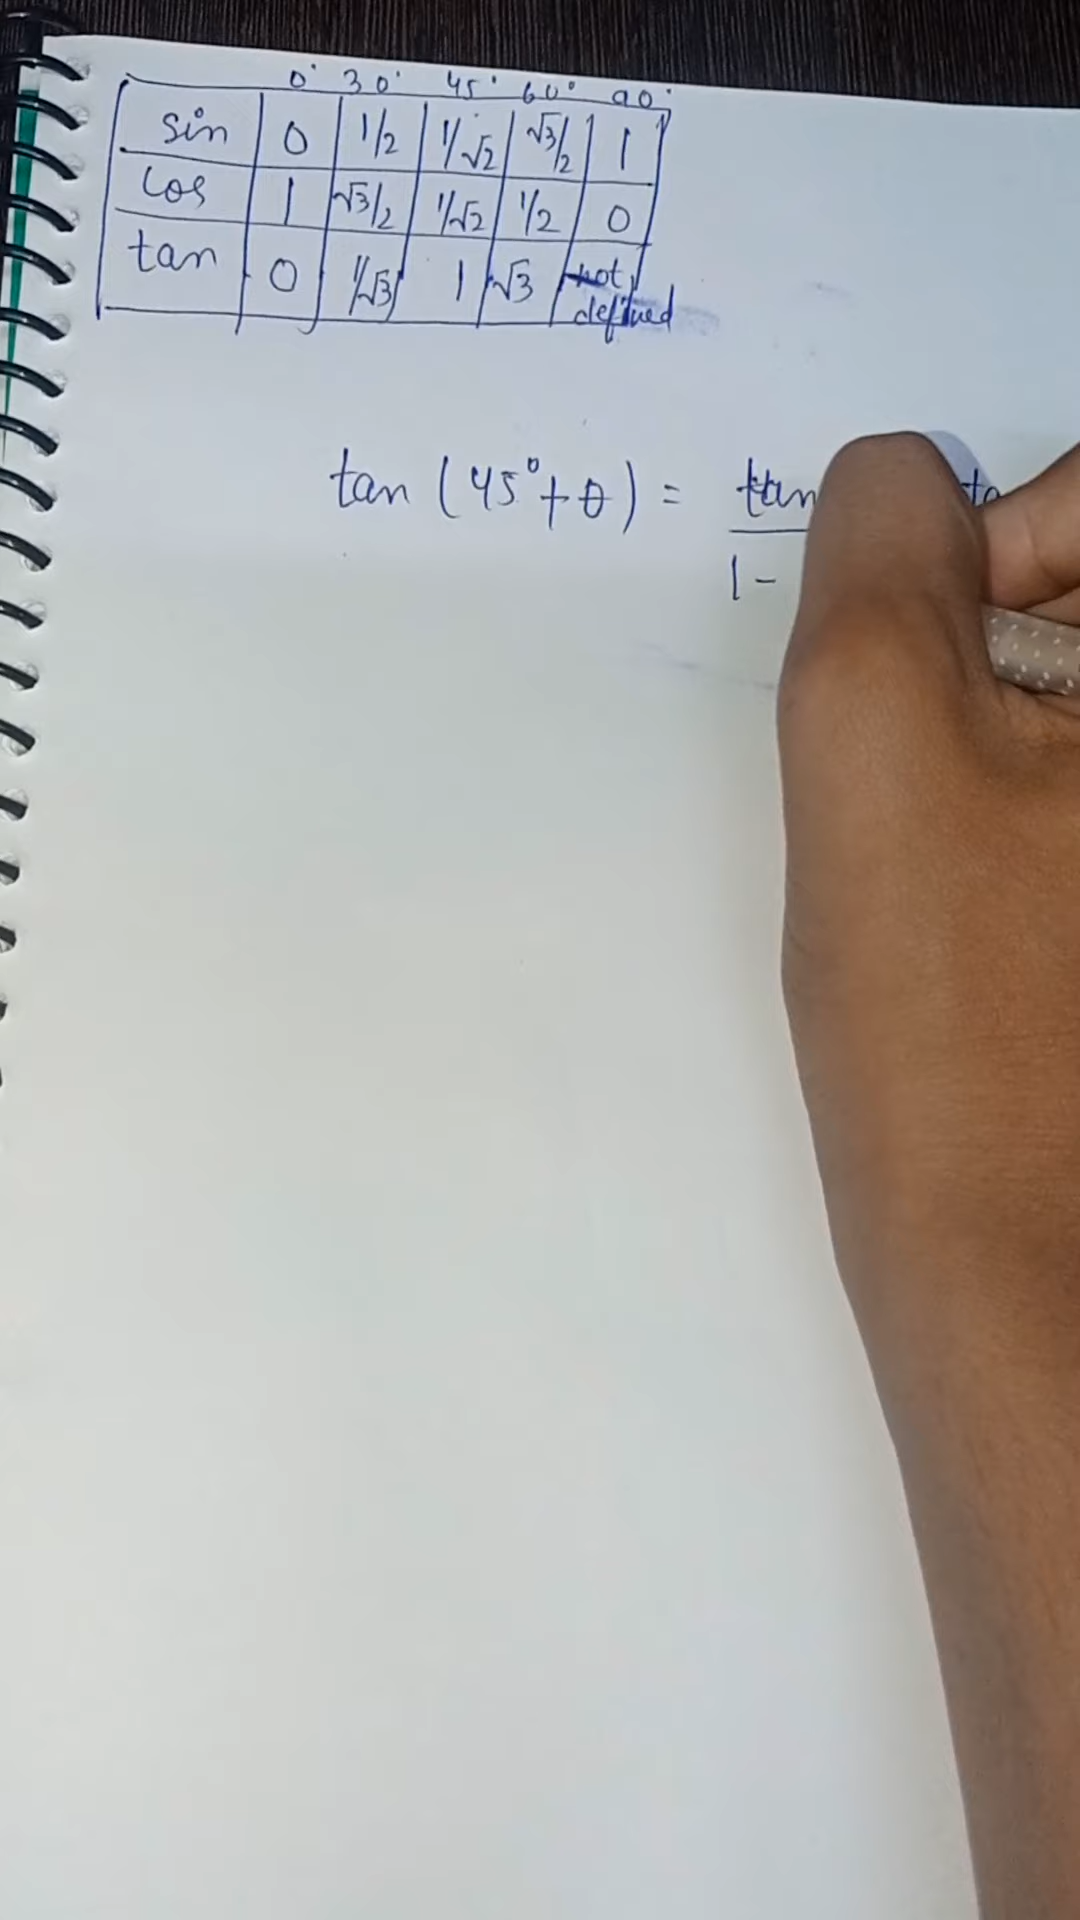 0° 30° 45° 60° 90°
sin 0 1/2 1/√2 √3/2 1
cos 1 √3/2 1/√2 1/2 0
tan 0 1/√3 1 √3 not defined
tan (45° + θ) = tan
1 -